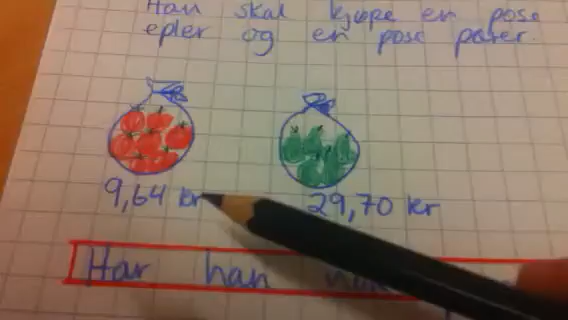 Han skal kjøpe en pose
epler og en pose pærer.
9,64 kr 29,70 kr
Har han